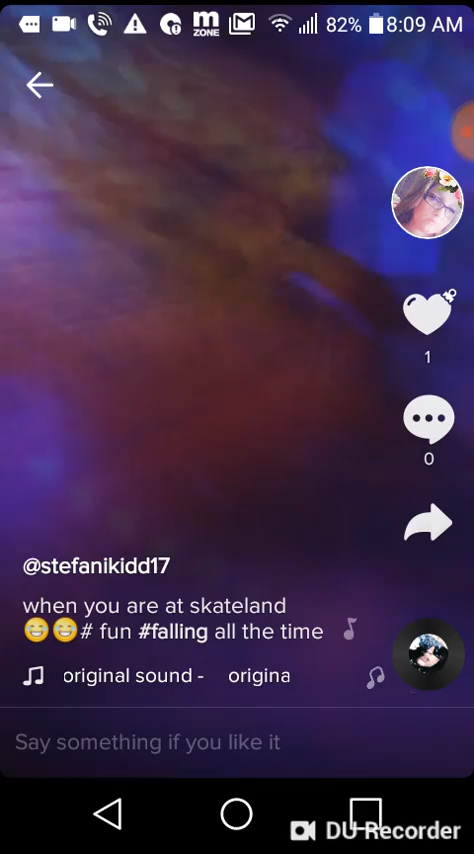 m
ZONE
82% 8:09 AM
1
0
@stefanikidd17
when you are at skateland
😂😂# fun #falling all the time
original sound - origina
Say something if you like it
DU Recorder